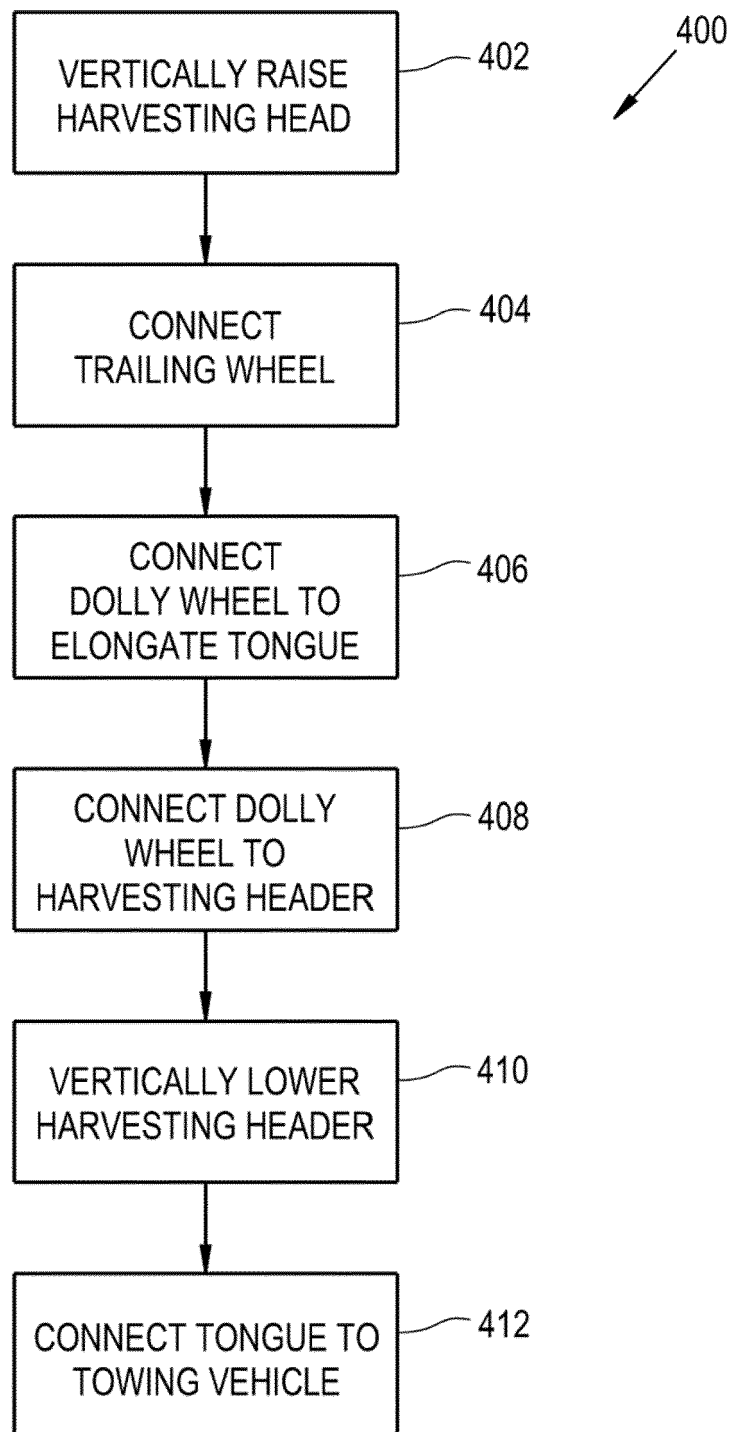 400
VERTICALLY RAISE
HARVESTING HEAD
402
CONNECT
TRAILING WHEEL
404
CONNECT
DOLLY WHEEL TO
ELONGATE TONGUE
406
CONNECT DOLLY
WHEEL TO
HARVESTING HEADER
408
VERTICALLY LOWER
HARVESTING HEADER
410
CONNECT TONGUE TO
TOWING VEHICLE
412